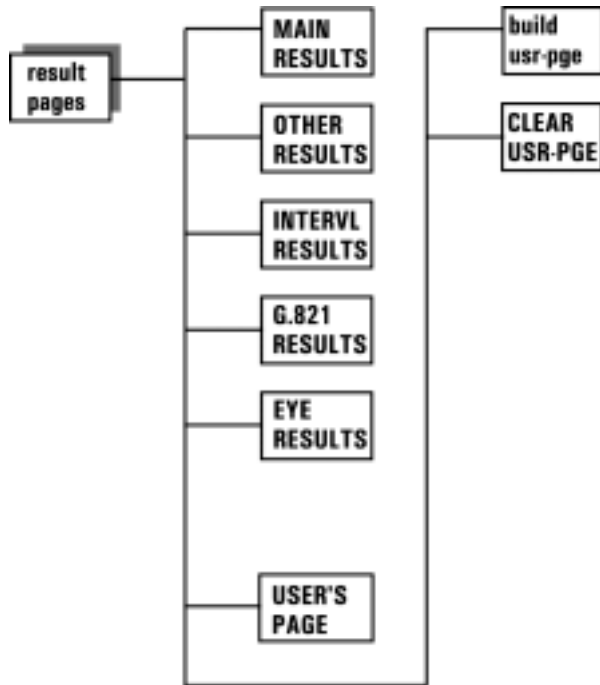 result
pages
MAIN
RESULTS
OTHER
RESULTS
INTERVL
RESULTS
G.821
RESULTS
EYE
RESULTS
USER'S
PAGE
build
usr-pge
CLEAR
USR-PGE